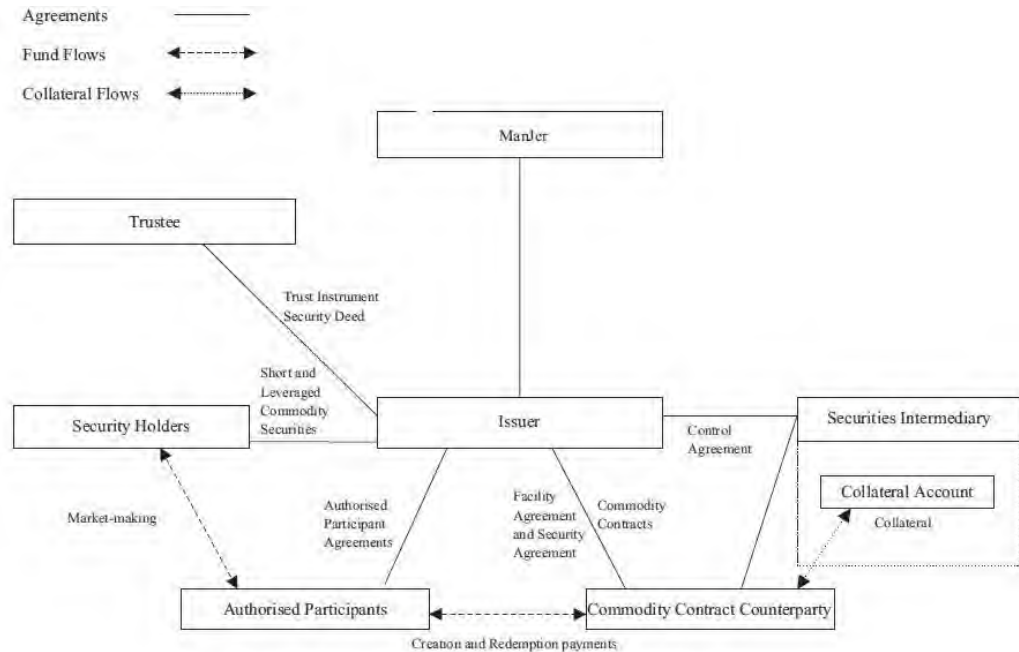 Agreements
Fund Flows
Collateral Flows
ManJer
Trustee
Trust Instrument
Security Deed
Short and
Leveraged
Commodity
Securities
Security Holders
Issuer
Securities Intermediary
Control
Agreement
Collateral Account
Collateral
Market-making
Authorised
Participant
Agreements
Facility
Agreement
and Security
Agreement
Commodity
Contracts
Authorised Participants
Commodity Contract Counterparty
Creation and Redemption payments